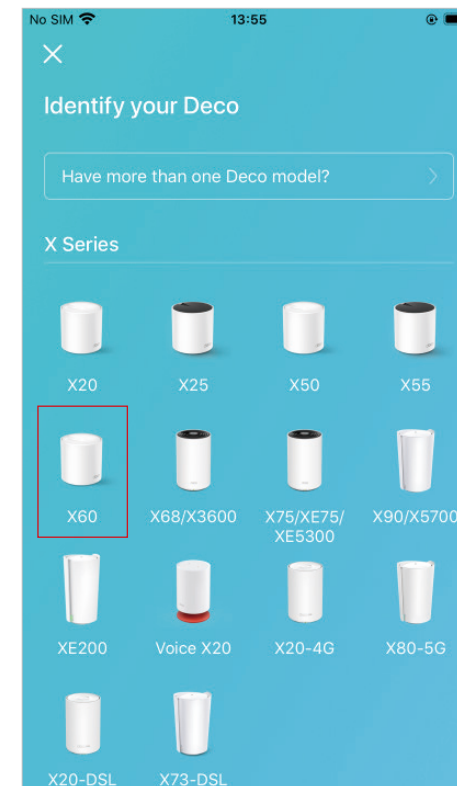 No SIM 13:55
Identify your Deco
Have more than one Deco model?
X Series
X20 X25 X50 X55
X60 X68/X3600 X75/XE75/ X90/X5700
XE5300
XE200 Voice X20 X20-4G X80-5G
X20-DSL X73-DSL